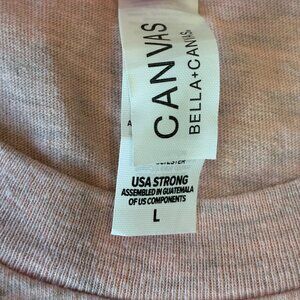 CANVAS
BELLA+CANVAS
USA STRONG
ASSEMBLED IN GUATEMALA
OF US COMPONENTS
L